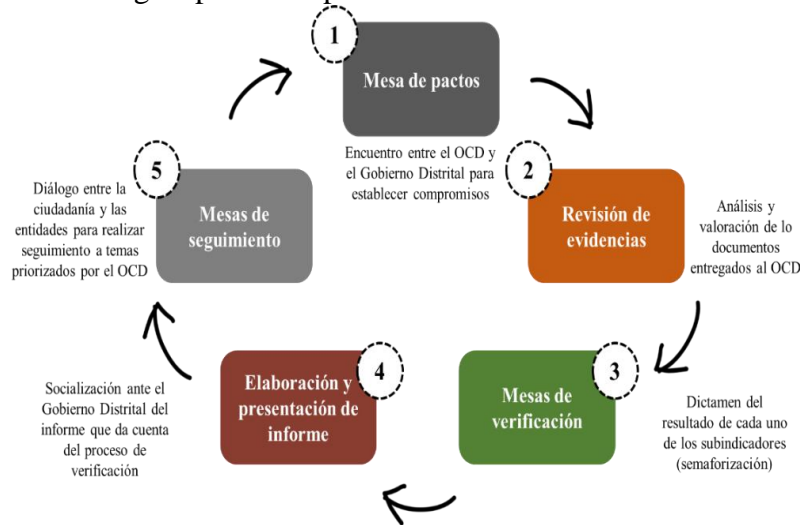 1
Mesa de pactos
Encuentro entre el OCD y
el Gobierno Distrital para
establecer compromisos
2
Revisión de
evidencias
Análisis y
valoración de lo
documentos
entregados al OCD
3
Mesas de
verificación
Dictamen del
resultado de cada uno
de los subindicadores
(semaforización)
4
Elaboración y
presentación de
informe
Socialización ante el
Gobierno Distrital del
informe que da cuenta
del proceso de
verificación
5
Mesas de
seguimiento
Diálogo entre la
ciudadanía y las
entidades para realizar
seguimiento a temas
priorizados por el OCD